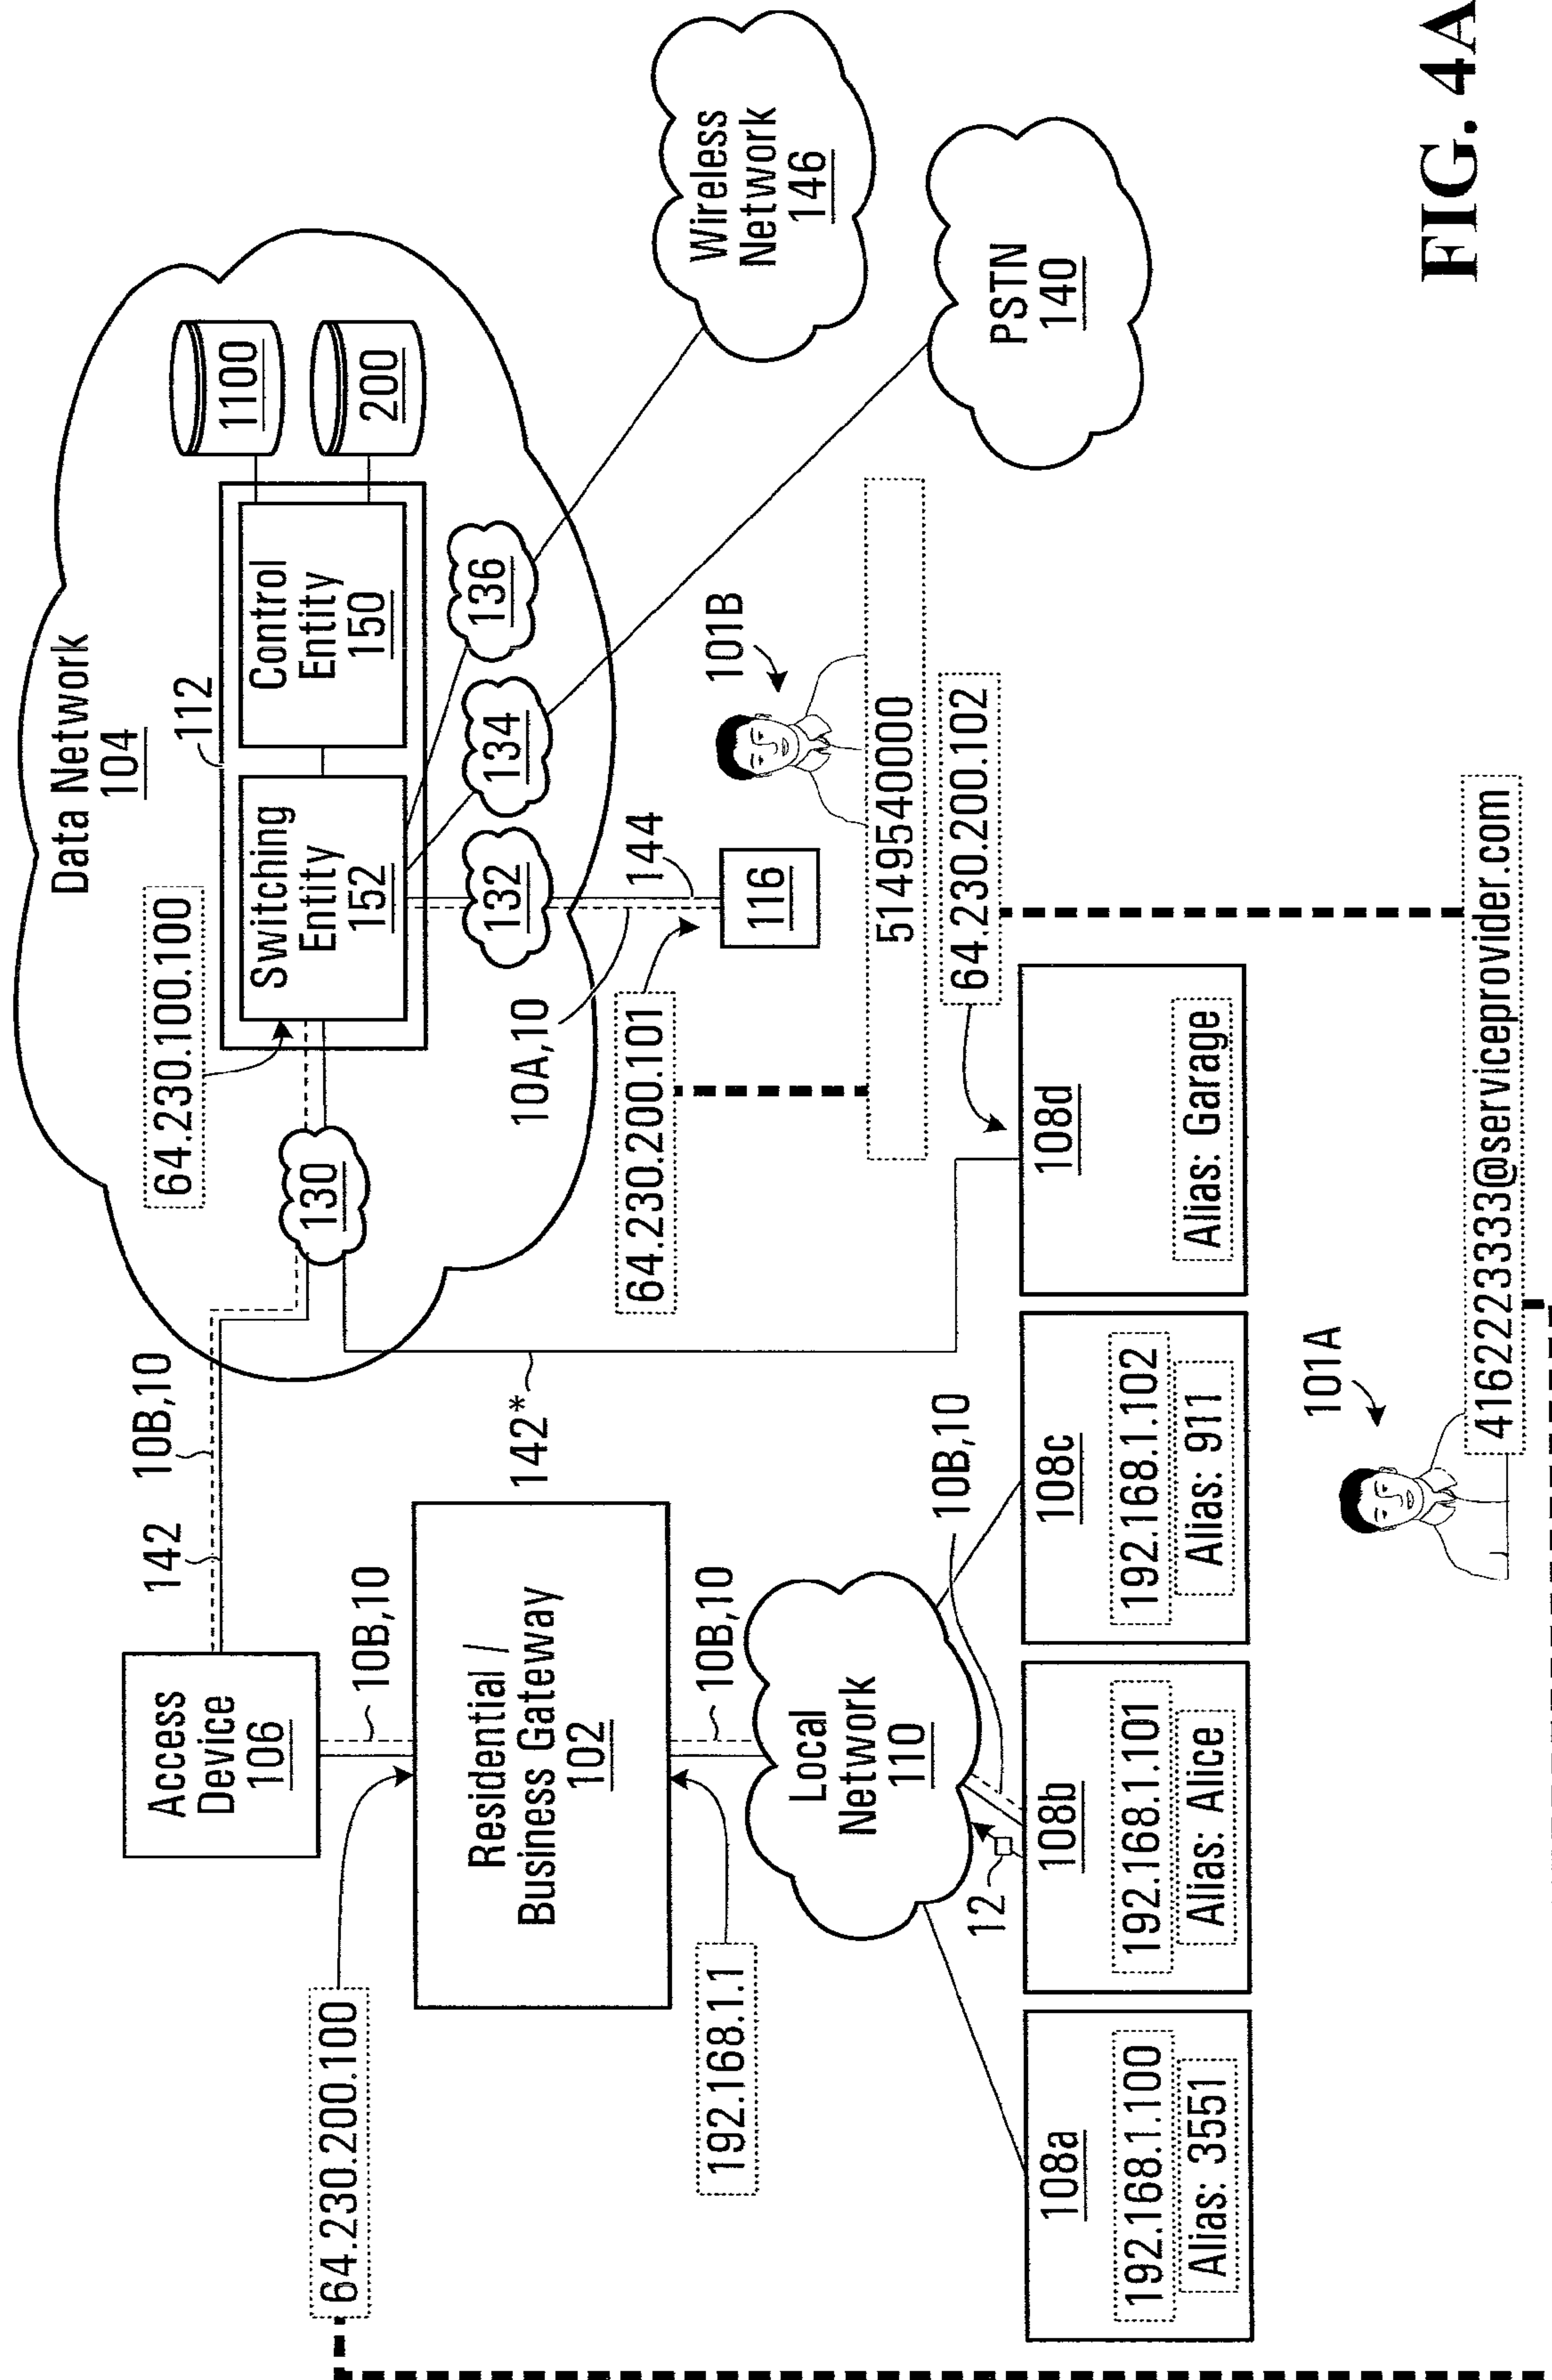 Data Network
104
112
64.230.100.100
Switching
Entity
152
Control
Entity
150
1100
200
130
132
134
136
Wireless
Network
146
PSTN
140
142
10B,10
142*
10A,10
144
116
64.230.200.101
101B
5149540000
64.230.200.102
Access
Device
106
10B,10
64.230.200.100
Residential /
Business Gateway
102
192.168.1.1
10B,10
Local
Network
110
10B,10
12
108a
192.168.1.100
Alias: 3551
108b
192.168.1.101
Alias: Alice
108c
192.168.1.102
Alias: 911
108d
Alias: Garage
101A
4162223333@serviceprovider.com
FIG. 4A